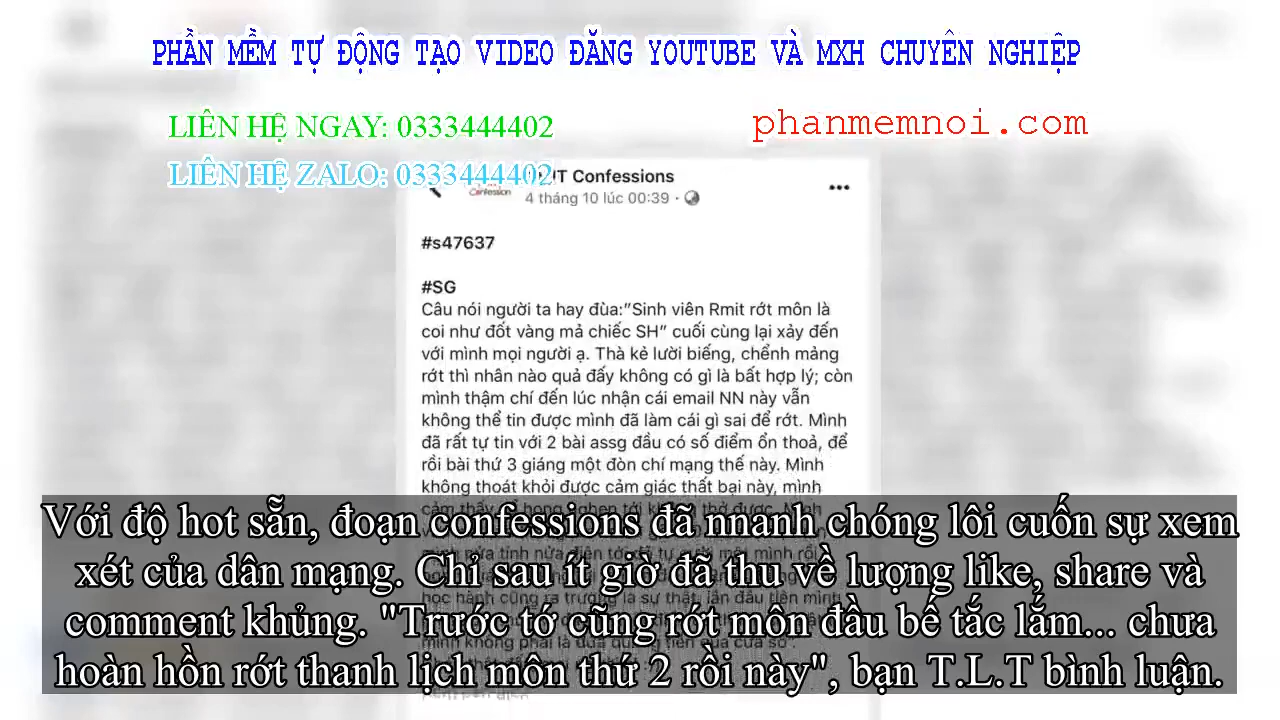 PHẦN MỀM TỰ ĐỘNG TẠO VIDEO ĐĂNG YOUTUBE VÀ MXH CHUYÊN NGHIỆP
LIÊN HỆ NGAY: 0333444402
phanmemnoi.com
LIÊN HỆ ZALO: 0333444402
IT Confessions
Confession
4 tháng 10 lúc 00:39
#s47637
#SG
Câu nói người ta hay đùa:"Sinh viên Rmit rớt môn là
coi như đốt vàng mả chiếc SH" cuối cùng lại xảy đến
với mình mọi người ạ. Thà kẻ lười biếng, chểnh mảng
rớt thì nhân nào quả đấy không có gì là bất hợp lý; còn
mình thậm chí đến lúc nhận cái email NN này vẫn
không thể tin được mình đã làm cái gì sai để rớt. Mình
đã rất tự tin với 2 bài assg đầu có số điểm ổn thoả, để
rồi bài thứ 3 giáng một đòn chí mạng thế này. Mình
không thoát khỏi được cảm giác thất bại này, mình
Với độ hot sẵn, đoạn confessions đã nnanh chóng lôi cuốn sự xem
xét của dân mạng. Chỉ sau ít giờ đã thu về lượng like, share và
comment khủng. "Trước tớ cũng rớt môn đầu bế tắc lắm... chưa
hoàn hồn rớt thanh lịch môn thứ 2 rồi này", bạn T.L.T bình luận.